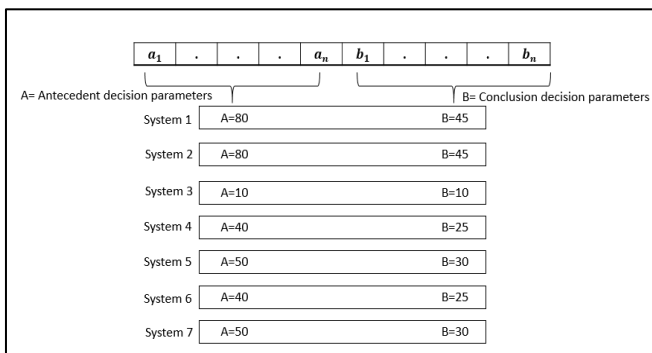 a₁ . . . aₙ b₁ . . . bₙ
A= Antecedent decision parameters B= Conclusion decision parameters
System 1 A=80 B=45
System 2 A=80 B=45
System 3 A=10 B=10
System 4 A=40 B=25
System 5 A=50 B=30
System 6 A=40 B=25
System 7 A=50 B=30